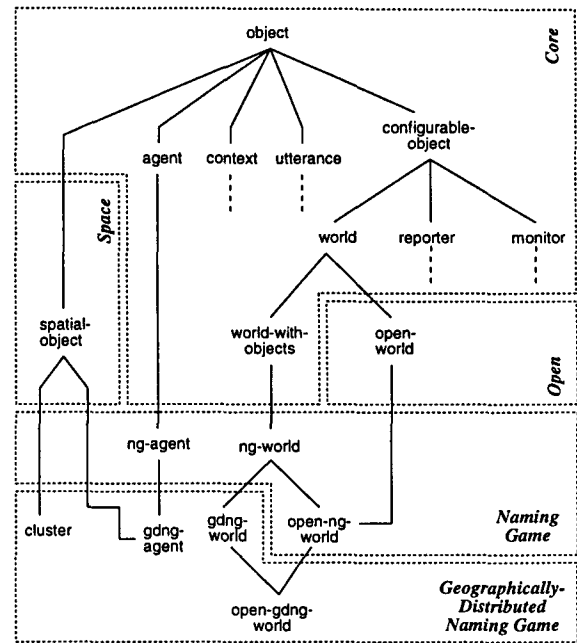 object
Core
configurable-
object
agent
context
utterance
Space
world
reporter
monitor
spatial-
object
world-with-
objects
open-
world
Open
ng-agent
ng-world
cluster
gdng-
agent
gdng-
world
open-ng-
world
Naming
Game
open-gdng-
world
Geographically-
Distributed
Naming Game